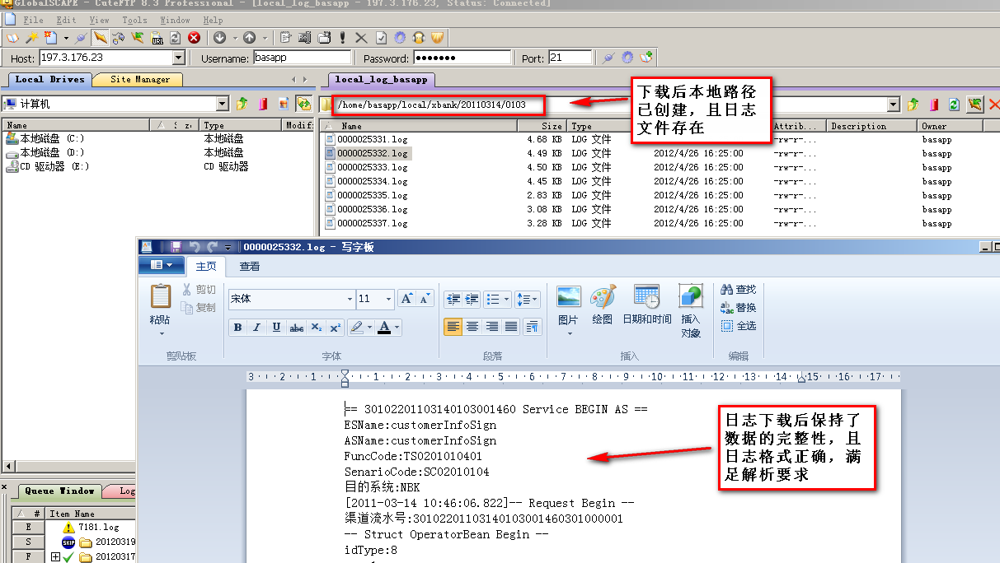 GlobalSCAPE - CuteFTP 8.3 Professional - [local_log_basapp - 197.3.176.23, Status: Connected]
File Edit View Tools Window Help
URL
Host: 197.3.176.23 Username: basapp Password: ●●●●●●● Port: 21
Local Drives Site Manager local_log_basapp
计算机 /home/basapp/local/xbank/20110314/0103
下载后本地路径
已创建，且日志
文件存在
Name Type Modif Name Size Type Attrib... Description Owner
本地磁盘 (C:) 本地磁盘 0000025331.log 4.68 KB LOG 文件 -rw-r-... basapp
本地磁盘 (D:) 本地磁盘 0000025332.log 4.49 KB LOG 文件 2012/4/26 16:25:00 -rw-r-... basapp
CD 驱动器 (E:) CD 驱动器 0000025333.log 4.50 KB LOG 文件 2012/4/26 16:25:00 -rw-r-... basapp
0000025334.log 4.45 KB LOG 文件 2012/4/26 16:25:00 -rw-r-... basapp
0000025335.log 2.83 KB LOG 文件 2012/4/26 16:25:00 -rw-r-... basapp
0000025336.log 3.08 KB LOG 文件 2012/4/26 16:25:00 -rw-r-... basapp
0000025337.log 3.28 KB LOG 文件 2012/4/26 16:25:00 -rw-r-... basapp
0000025332.log - 写字板
主页 查看
粘贴 剪切 复制
宋体 11
B I U abc X₂ X²
图片 绘图 日期和时间 插入
对象
查找
替换
全选
剪贴板 字体 段落 插入 编辑
3 2 1 1 2 3 4 5 6 7 8 9 10 11 12 13 14 15 16 17
== 30102201103140103001460 Service BEGIN AS ==
ESName:customerInfoSign
ASName:customerInfoSign
FuncCode:TS0201010401
SenarioCode:SC02010104
目的系统:NBK
[2011-03-14 10:46:06.822]-- Request Begin --
渠道流水号:30102201103140103001460301000001
-- Struct OperatorBean Begin --
idType:8
日志下载后保持了
数据的完整性，且
日志格式正确，满
足解析要求
Queue Window Log
# Item Name
E 7181.log
S SKIP 20120319
F 20120317